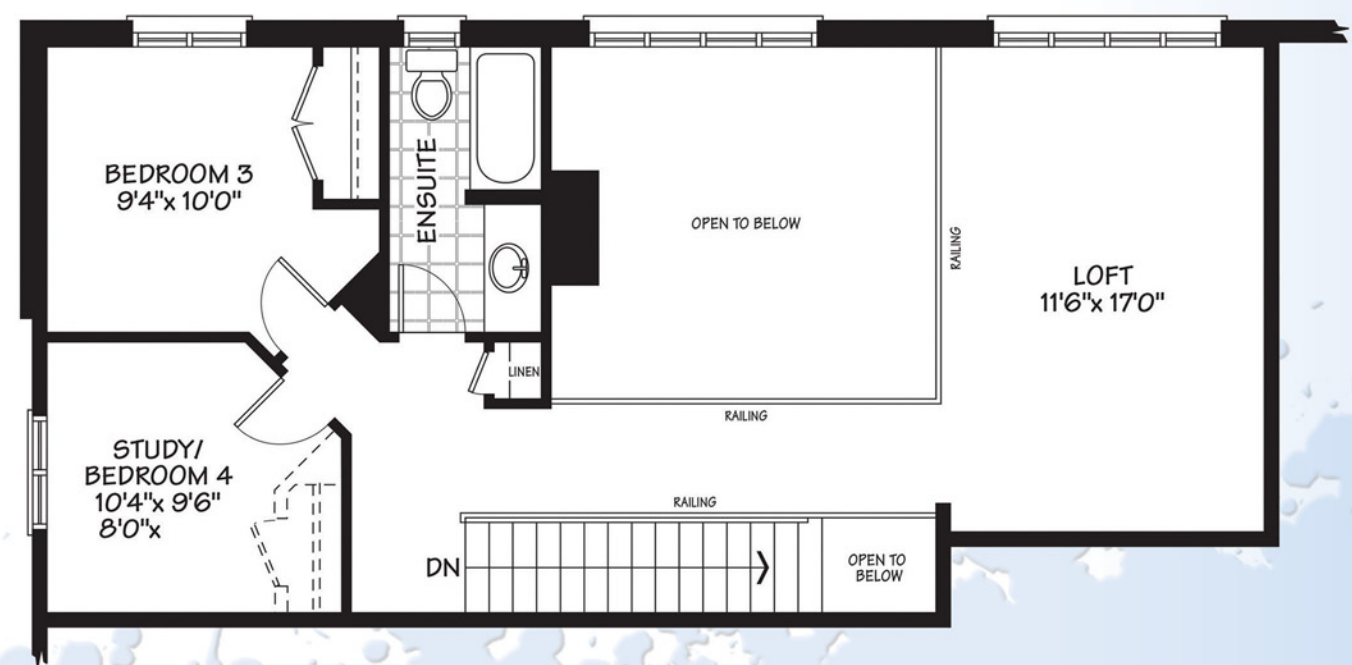 BEDROOM 3
9'4"x 10'0"
ENSUITE
OPEN TO BELOW
RAILING
LOFT
11'6"x 17'0"
LINEN
RAILING
STUDY/
BEDROOM 4
10'4"x 9'6"
8'0"x
RAILING
DN
OPEN TO
BELOW